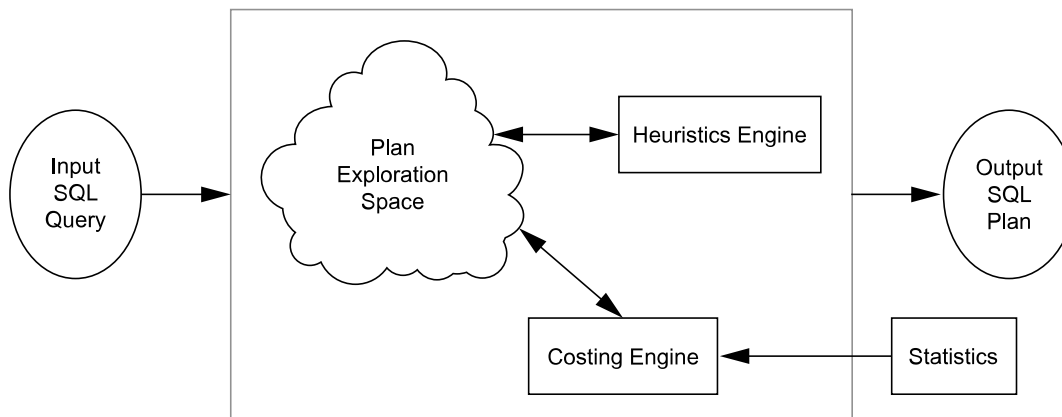 Input
SQL
Query
Plan
Exploration
Space
Heuristics Engine
Costing Engine
Output
SQL
Plan
Statistics